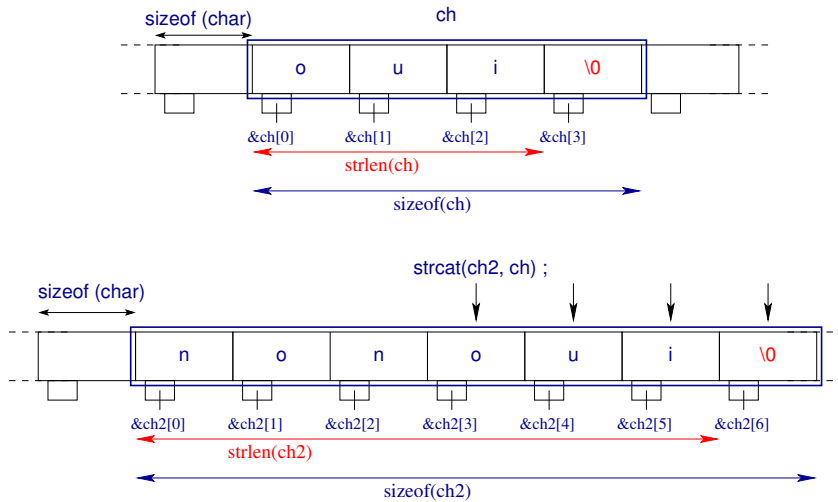 sizeof (char) ch
o u i \0
&ch[0] &ch[1] &ch[2] &ch[3]
strlen(ch)
sizeof(ch)
strcat(ch2, ch) ;
sizeof (char)
n o n o u i \0
&ch2[0] &ch2[1] &ch2[2] &ch2[3] &ch2[4] &ch2[5] &ch2[6]
strlen(ch2)
sizeof(ch2)